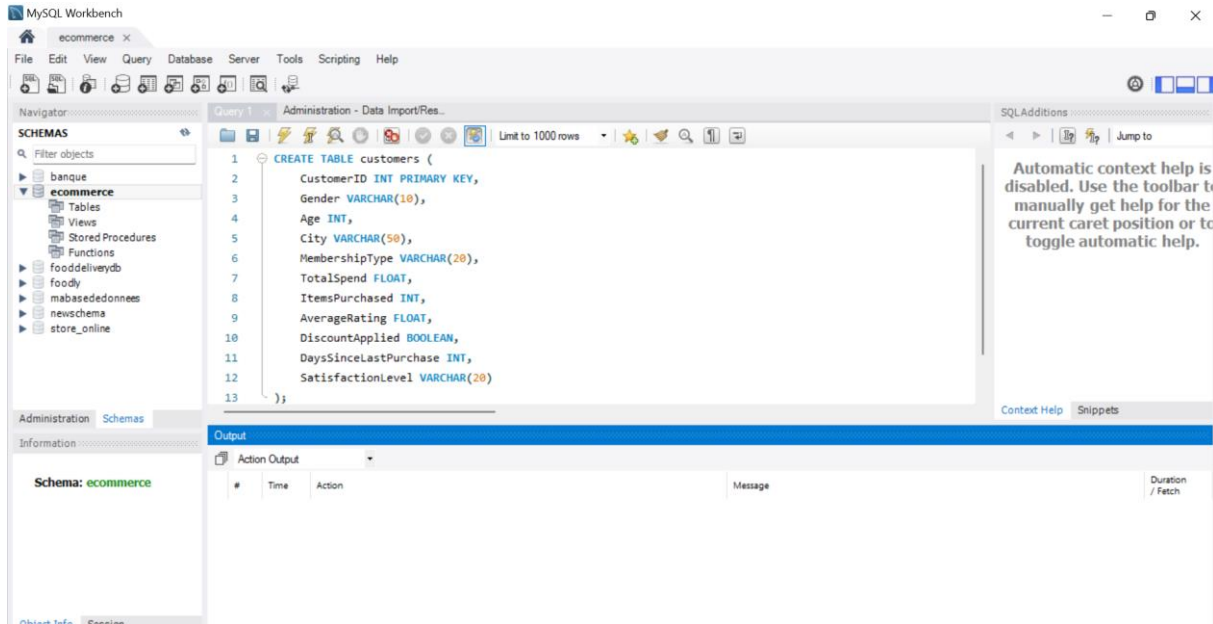 MySQL Workbench
ecommerce
File Edit View Query Database Server Tools Scripting Help
Navigator
SCHEMAS
Filter objects
banque
ecommerce
Tables
Views
Stored Procedures
Functions
fooddeliverydb
foodly
mabasededonnees
newschema
store_online
Administration Schemas
Information
Schema: ecommerce
Object Info Session
Query 1 Administration - Data Import/Res...
Limit to 1000 rows
1 CREATE TABLE customers (
2 CustomerID INT PRIMARY KEY,
3 Gender VARCHAR(10),
4 Age INT,
5 City VARCHAR(50),
6 MembershipType VARCHAR(20),
7 TotalSpend FLOAT,
8 ItemsPurchased INT,
9 AverageRating FLOAT,
10 DiscountApplied BOOLEAN,
11 DaysSinceLastPurchase INT,
12 SatisfactionLevel VARCHAR(20)
13 );
SQLAdditions
Jump to
Automatic context help is
disabled. Use the toolbar to
manually get help for the
current caret position or to
toggle automatic help.
Context Help Snippets
Output
Action Output
# Time Action Message Duration / Fetch